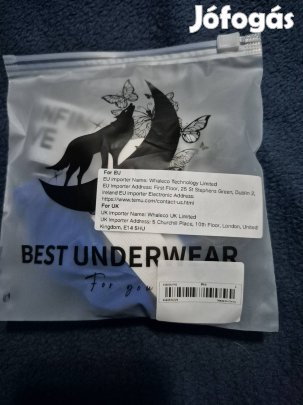 Jófogás
For EU
EU Importer Name: Whaleco Technology Limited
EU Importer Address: First Floor, 25 St Stephens Green, Dublin 2,
Ireland EU Importer Electronic Address:
https://www.temu.com/contact-us.html
For UK
UK Importer Name: Whaleco UK Limited
UK Importer Address: 5 Churchill Place, 10th Floor, London, United
Kingdom, E14 5HU
BEST UNDERWEAR
For you